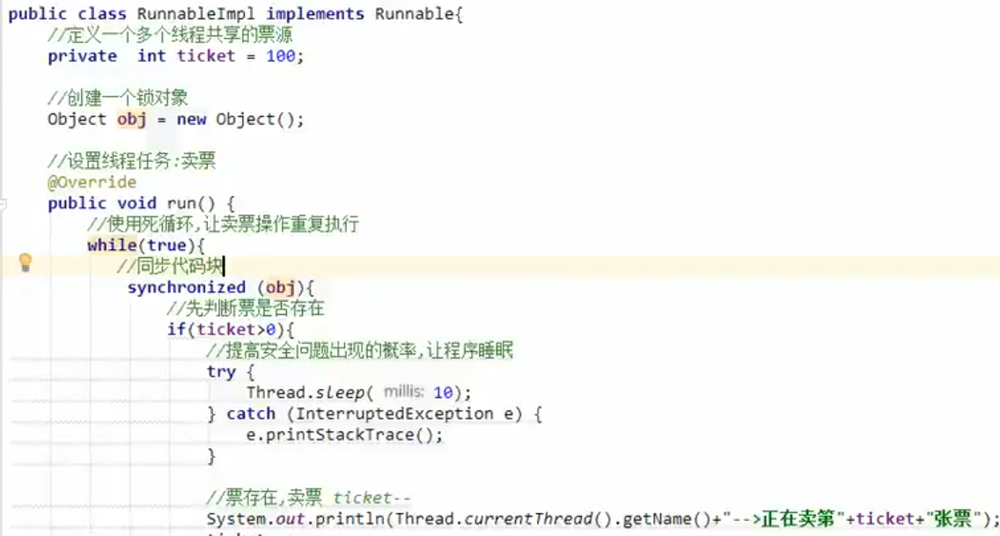 public class RunnableImpl implements Runnable{
//定义一个多个线程共享的票源
private int ticket = 100;
//创建一个锁对象
Object obj = new Object();
//设置线程任务:卖票
@Override
public void run() {
//使用死循环,让卖票操作重复执行
while(true){
//同步代码块
synchronized (obj){
//先判断票是否存在
if(ticket>0){
//提高安全问题出现的概率,让程序睡眠
try {
Thread.sleep( millis: 10);
} catch (InterruptedException e) {
e.printStackTrace();
}
//票存在,卖票 ticket--
System.out.println(Thread.currentThread().getName()+"-->正在卖第"+ticket+"张票");